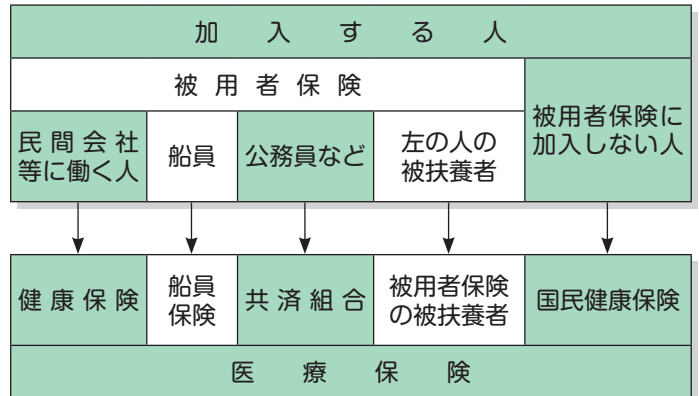 加入する人
被用者保険
民間会社
等に働く人
船員
公務員など
左の人の
被扶養者
被用者保険に
加入しない人
健康保険
船員
保険
共済組合
被用者保険
の被扶養者
国民健康保険
医療保険